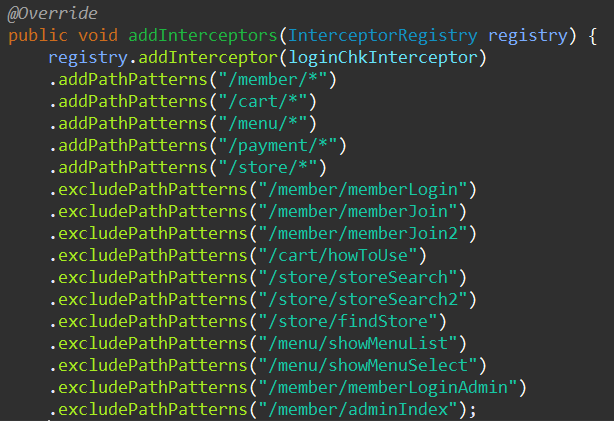 @Override
public void addInterceptors(InterceptorRegistry registry) {
    registry.addInterceptor(loginChkInterceptor)
    .addPathPatterns("/member/*")
    .addPathPatterns("/cart/*")
    .addPathPatterns("/menu/*")
    .addPathPatterns("/payment/*")
    .addPathPatterns("/store/*")
    .excludePathPatterns("/member/memberLogin")
    .excludePathPatterns("/member/memberJoin")
    .excludePathPatterns("/member/memberJoin2")
    .excludePathPatterns("/cart/howToUse")
    .excludePathPatterns("/store/storeSearch")
    .excludePathPatterns("/store/storeSearch2")
    .excludePathPatterns("/store/findStore")
    .excludePathPatterns("/menu/showMenuList")
    .excludePathPatterns("/menu/showMenuSelect")
    .excludePathPatterns("/member/memberLoginAdmin")
    .excludePathPatterns("/member/adminIndex");